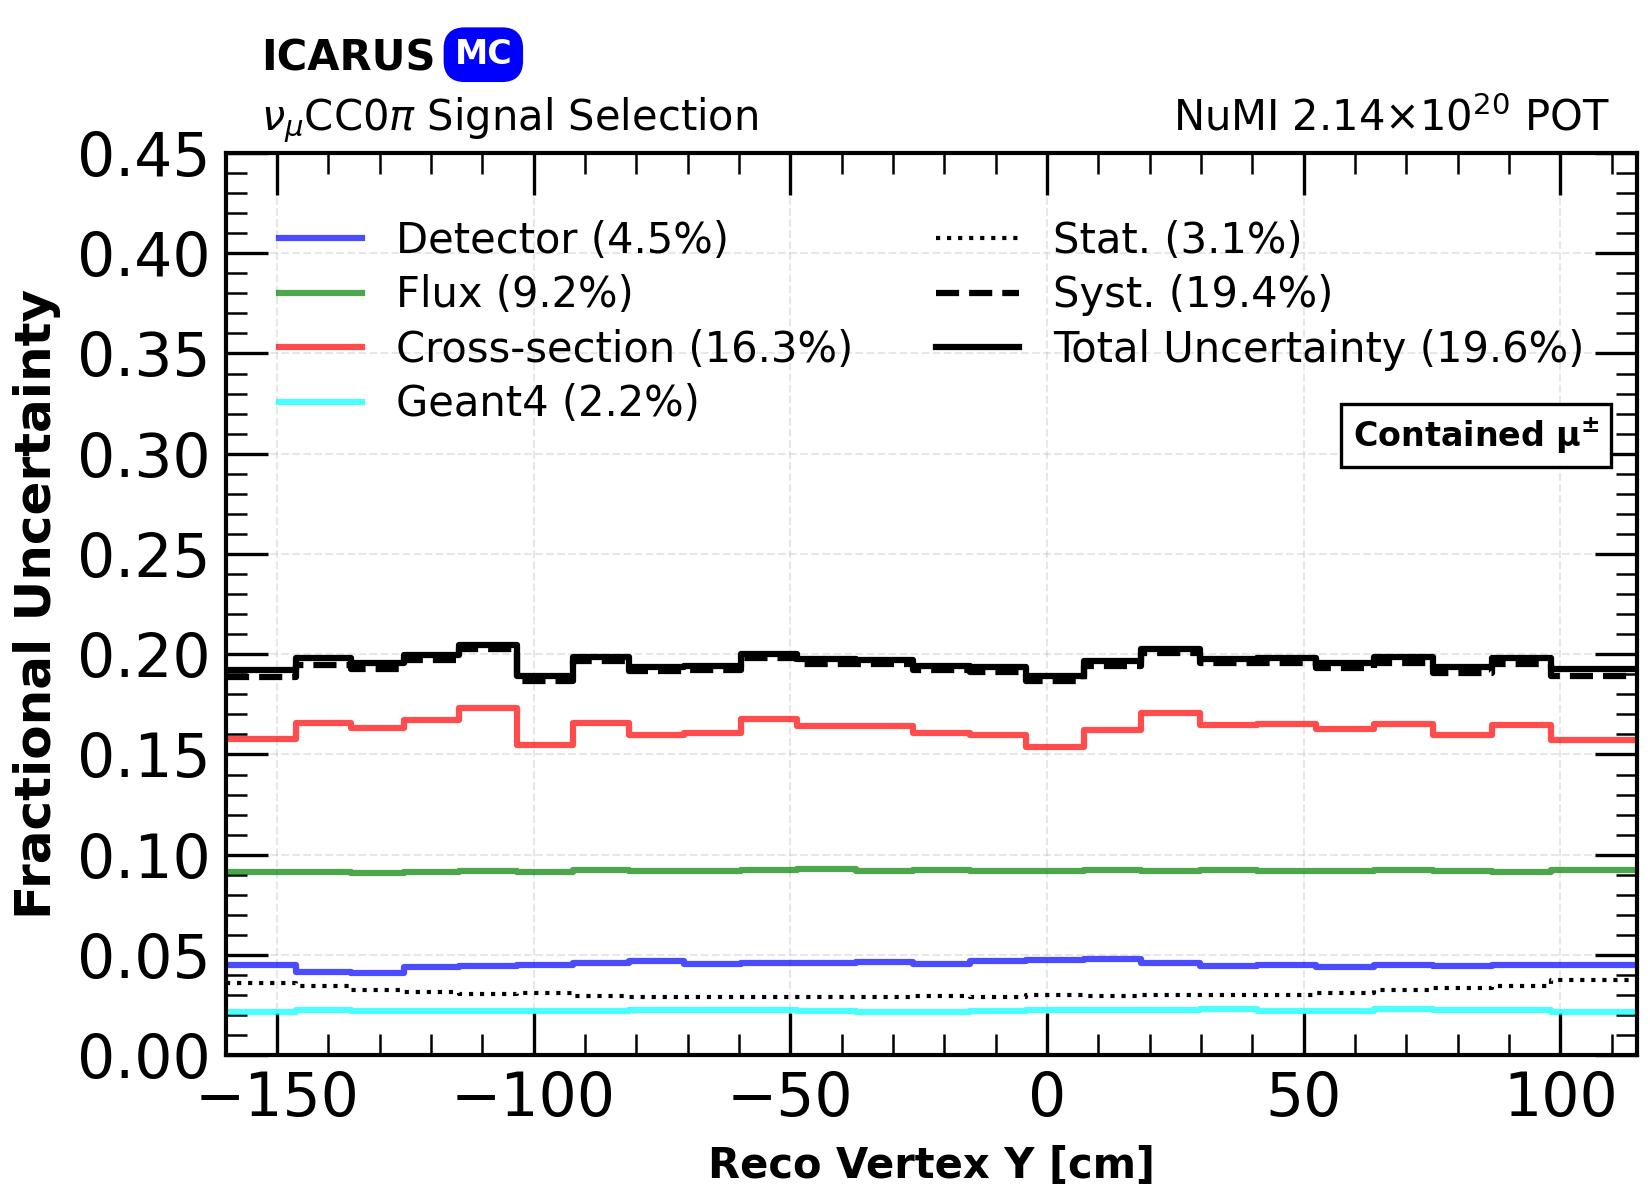 ICARUS MC
νμCC0π Signal Selection
NuMI 2.14×10²⁰ POT
0.45
0.40
0.35
0.30
0.25
0.20
0.15
0.10
0.05
0.00
Fractional Uncertainty
Detector (4.5%)
Flux (9.2%)
Cross-section (16.3%)
Geant4 (2.2%)
Stat. (3.1%)
Syst. (19.4%)
Total Uncertainty (19.6%)
Contained μ±
−150 −100 −50 0 50 100
Reco Vertex Y [cm]